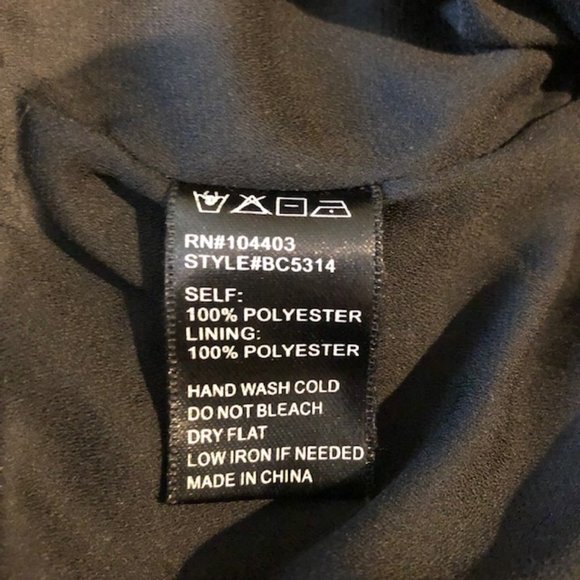 RN#104403
STYLE#BC5314
SELF:
100% POLYESTER
LINING:
100% POLYESTER
HAND WASH COLD
DO NOT BLEACH
DRY FLAT
LOW IRON IF NEEDED
MADE IN CHINA